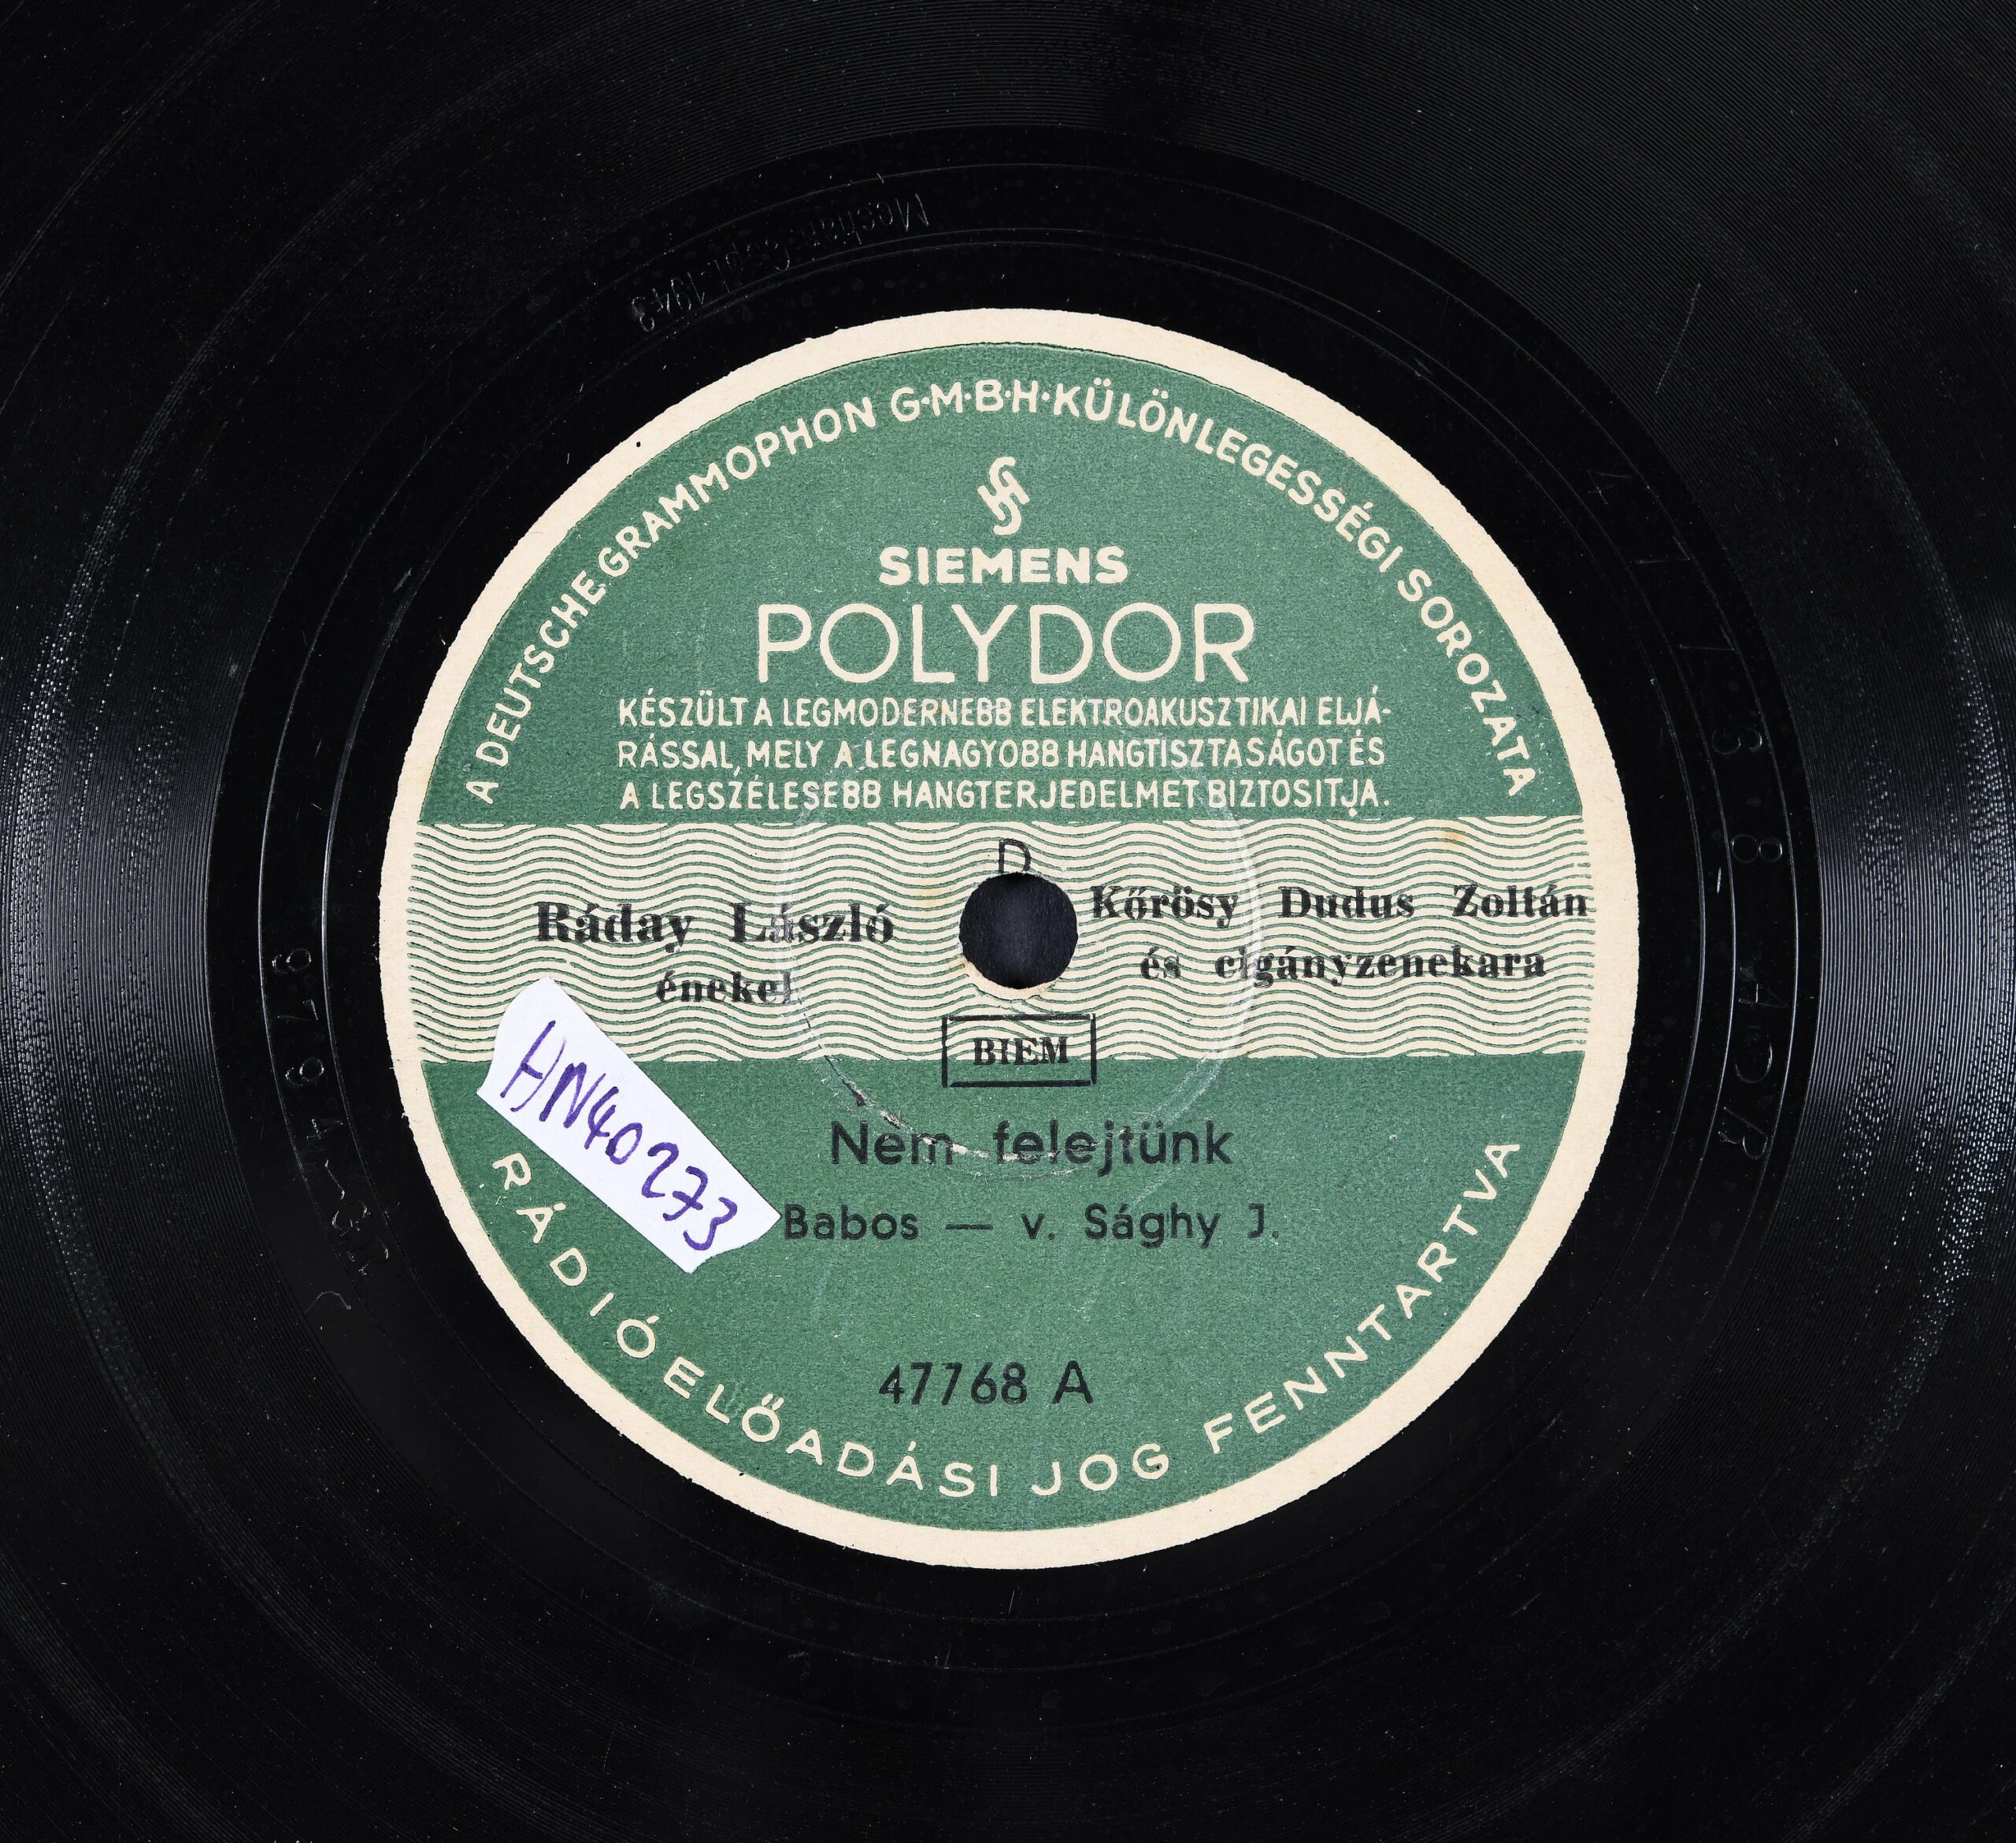 A DEUTSCHE GRAMMOPHON G·M·B·H·KÜLÖNLEGESSÉGI SOROZATA
SIEMENS
POLYDOR
KÉSZÜLT A LEGMODERNEBB ELEKTROAKUSZTIKAI ELJÁ-
RÁSSAL, MELY A LEGNAGYOBB HANGTISZTASÁGOT ÉS
A LEGSZÉLESEBB HANGTERJEDELMET BIZTOSITJA.
D
Ráday László
énekel
Kőrösy Dudus Zoltán
és cigányzenekara
BIEM
HN40273
Nem felejtünk
Babos — v. Sághy J.
47768 A
RÁDIÓELŐADÁSI JOG FENNTARTVA